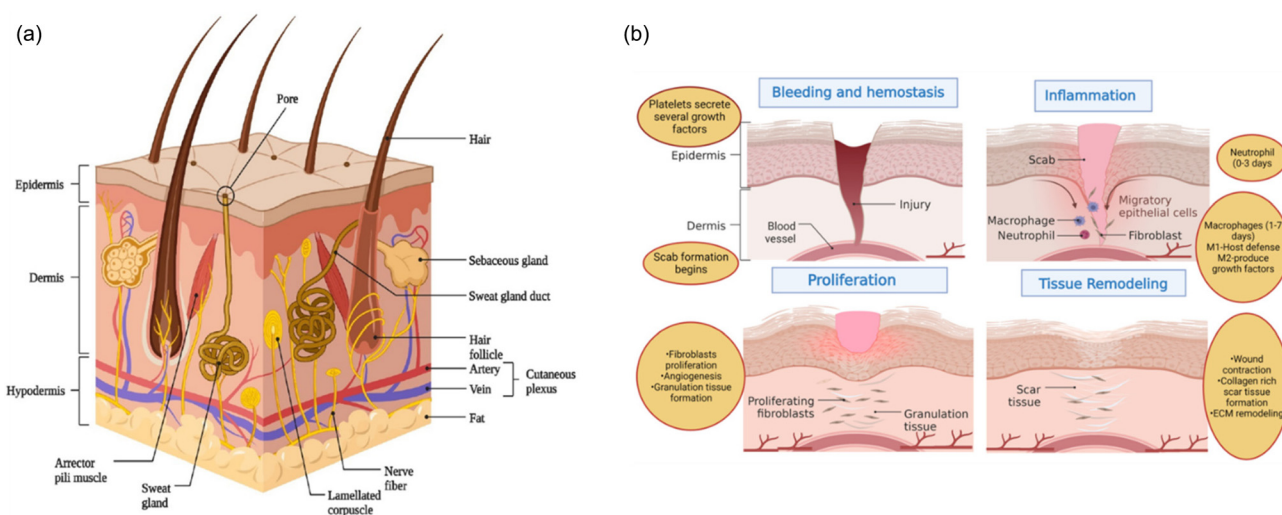 (a)
Pore
Hair
Epidermis
Dermis
Sebaceous gland
Sweat gland duct
Hair
follicle
Artery
Vein
Cutaneous
plexus
Hypodermis
Fat
Arrector
pili muscle
Sweat
gland
Lamellated
corpuscle
Nerve
fiber
(b)
Bleeding and hemostasis
Platelets secrete
several growth
factors
Epidermis
Dermis
Injury
Blood
vessel
Scab formation
begins
Inflammation
Scab
Migratory
epithelial cells
Macrophage
Neutrophil
Fibroblast
Neutrophil
(0-3 days
Macrophages (1-7
days)
M1-Host defense
M2-produce
growth factors
Proliferation
•Fibroblasts
proliferation
•Angiogenesis
•Granulation tissue
formation
Proliferating
fibroblasts
Granulation
tissue
Tissue Remodeling
Scar
tissue
•Wound
contraction
•Collagen rich
scar tissue
formation
•ECM remodeling